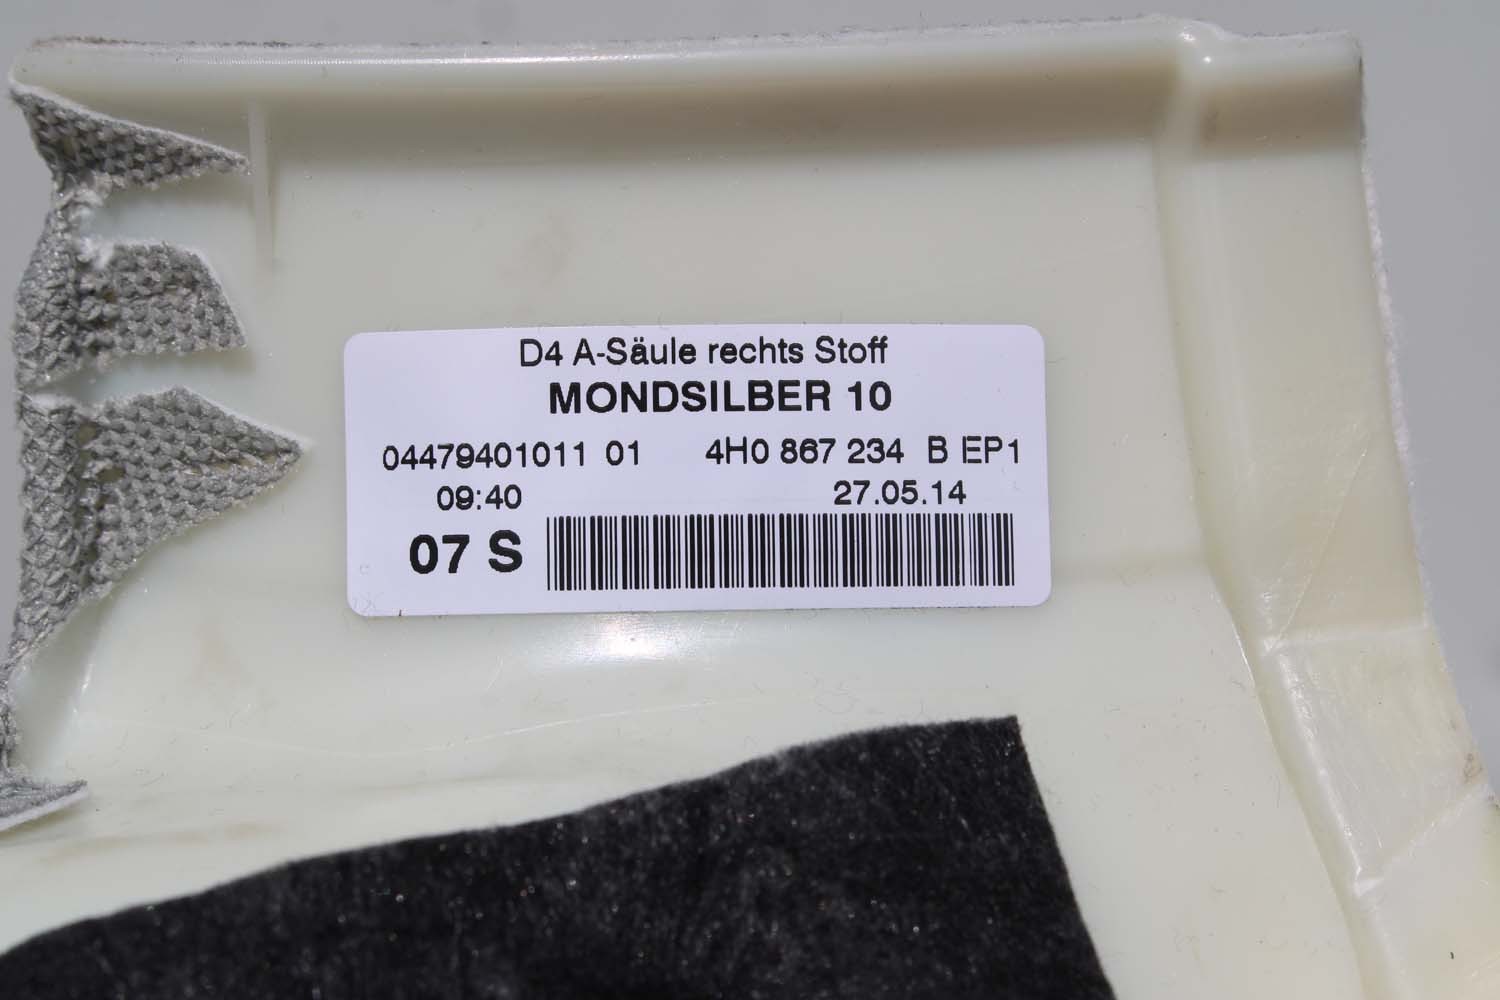 D4 A-Säule rechts Stoff
MONDSILBER 10
04479401011 01 4H0 867 234 B EP1
09:40 27.05.14
07 S